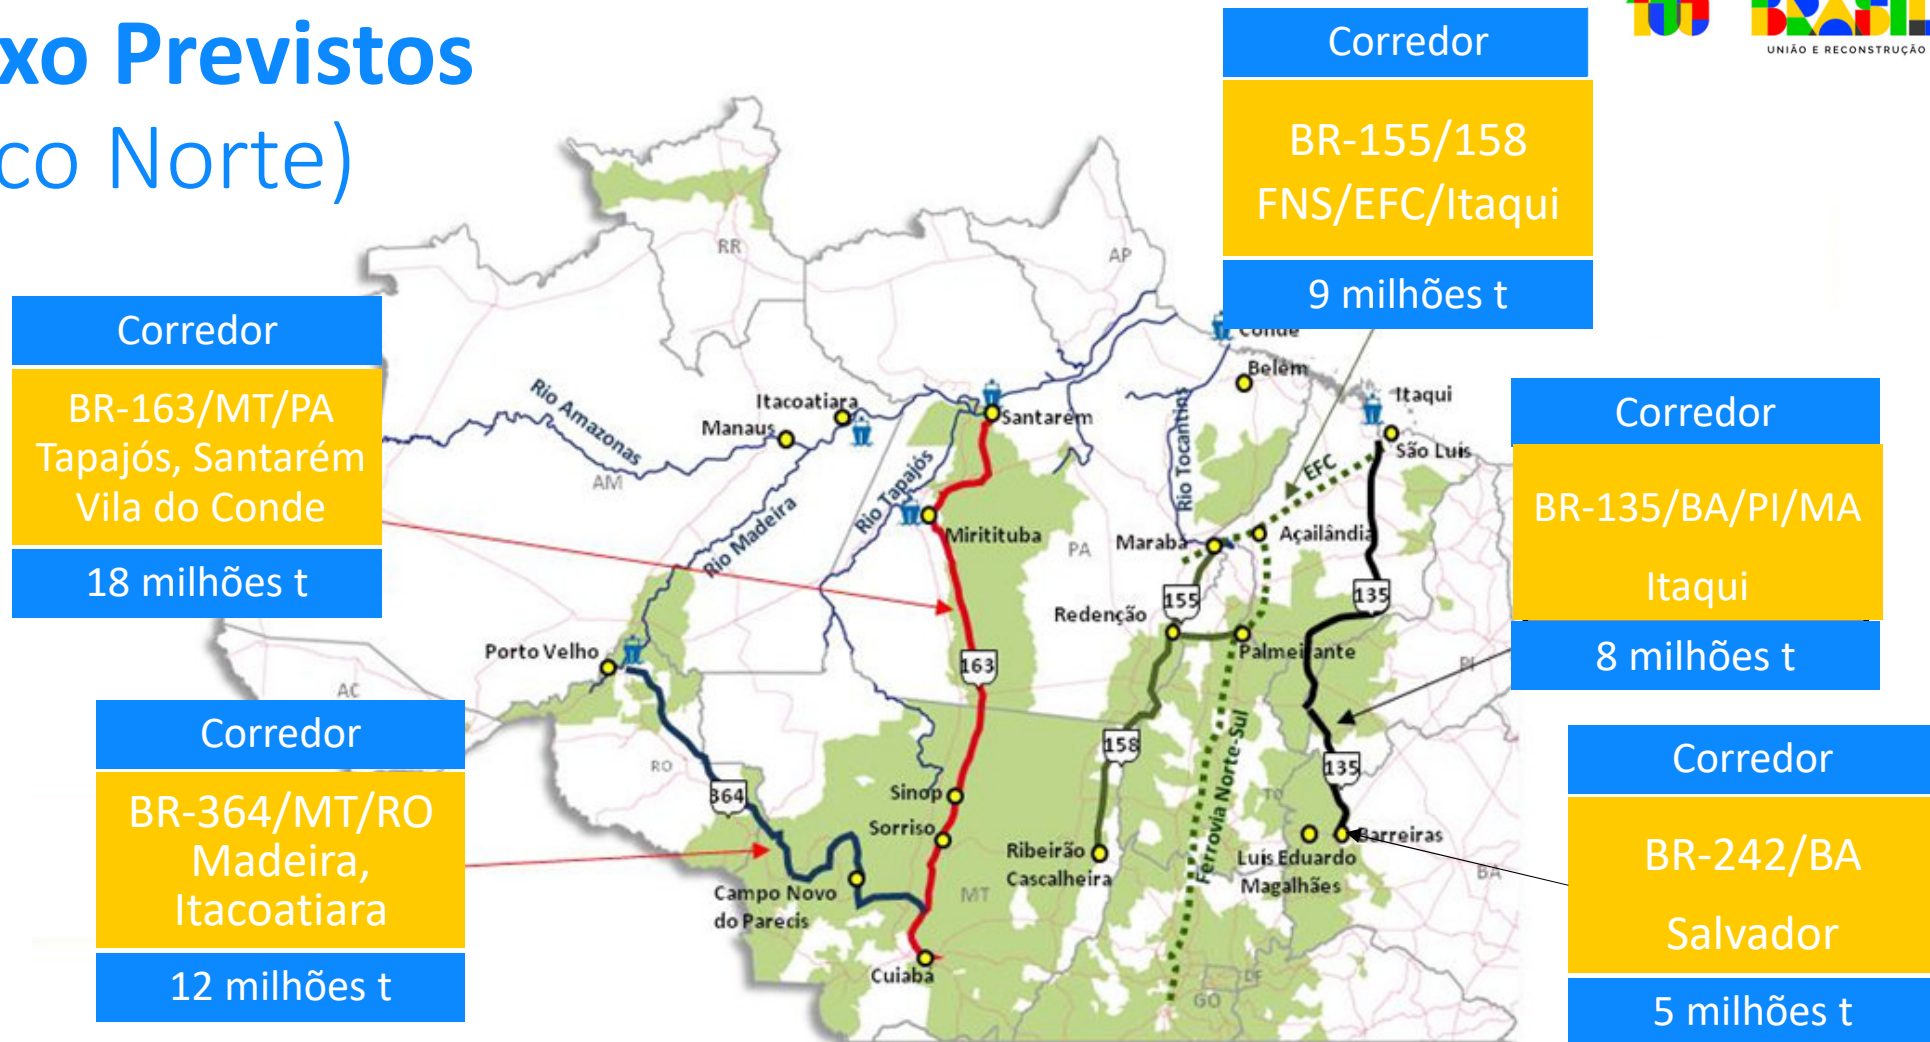 xo Previstos
co Norte)
BRASIL
UNIÃO E RECONSTRUÇÃO
Corredor
BR-155/158
FNS/EFC/Itaqui
9 milhões t
Corredor
BR-163/MT/PA
Tapajós, Santarém
Vila do Conde
18 milhões t
Corredor
BR-364/MT/RO
Madeira,
Itacoatiara
12 milhões t
Corredor
BR-135/BA/PI/MA
Itaqui
8 milhões t
Corredor
BR-242/BA
Salvador
5 milhões t
RR
AP
Conde
Belém
Itaqui
São Luís
Rio Amazonas
Itacoatiara
Manaus
Santarem
AM
Rio Tapajós
Rio Madeira
Rio Tocantins
EFC
Miritituba
PA
Marabá
Açailândia
155
135
Redenção
Porto Velho
163
Palmeirante
PI
AC
158
RO
364
Sinop
Sorriso
Ferrovia Norte-Sul
TO
135
Barreiras
Ribeirão
Cascalheira
Luís Eduardo
Magalhães
BA
Campo Novo
do Parecis
MT
Cuiabá
DF
GO